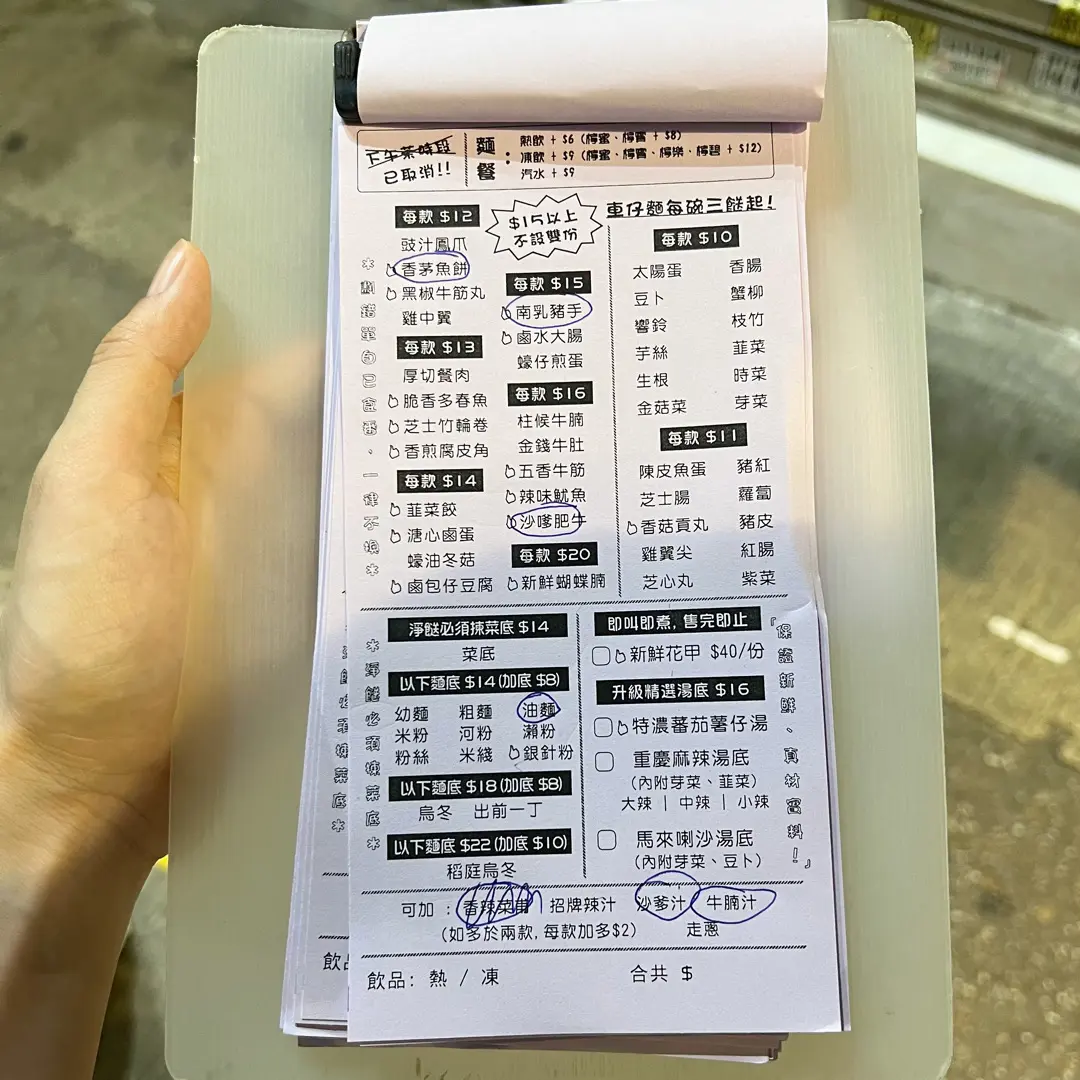 下午茶時段
已取消!!
麵餐:
熱飲 + $6 (檸蜜、檸賓 + $8)
凍飲 + $9 (檸蜜、檸賓、檸樂、檸碧 + $12)
汽水 + $9
車仔麵每碗三餸起!
$15以上
不設雙份
每款 $12
豉汁鳳爪
香茅魚餅
黑椒牛筋丸
雞中翼
每款 $13
厚切餐肉
脆香多春魚
芝士竹輪卷
香煎腐皮角
每款 $14
韮菜餃
溏心鹵蛋
蠔油冬菇
鹵包仔豆腐
*剔錯單自己食番、一律不換*
每款 $15
南乳豬手
鹵水大腸
蠔仔煎蛋
每款 $16
柱候牛腩
金錢牛肚
五香牛筋
辣味魷魚
沙嗲肥牛
每款 $20
新鮮蝴蝶腩
每款 $10
太陽蛋 香腸
豆卜 蟹柳
響鈴 枝竹
芋絲 韮菜
生根 時菜
金菇菜 芽菜
每款 $11
陳皮魚蛋 豬紅
芝士腸 蘿蔔
香菇貢丸 豬皮
雞翼尖 紅腸
芝心丸 紫菜
*淨餸必須揀菜底*
淨餸必須揀菜底 $14
菜底
以下麵底 $14(加底 $8)
幼麵 粗麵 油麵
米粉 河粉 瀨粉
粉絲 米綫 銀針粉
以下麵底 $18(加底 $8)
烏冬 出前一丁
以下麵底 $22(加底 $10)
稻庭烏冬
即叫即煮, 售完即止
新鮮花甲 $40/份
升級精選湯底 $16
特濃蕃茄薯仔湯
重慶麻辣湯底
(內附芽菜、韮菜)
大辣 | 中辣 | 小辣
馬來喇沙湯底
(內附芽菜、豆卜)
「保證新鮮、真材實料!」
可加 : 香辣菜甫 招牌辣汁 沙爹汁 牛腩汁
(如多於兩款, 每款加多$2) 走蔥
飲品: 熱 / 凍 合共 $
菜底*
飲品